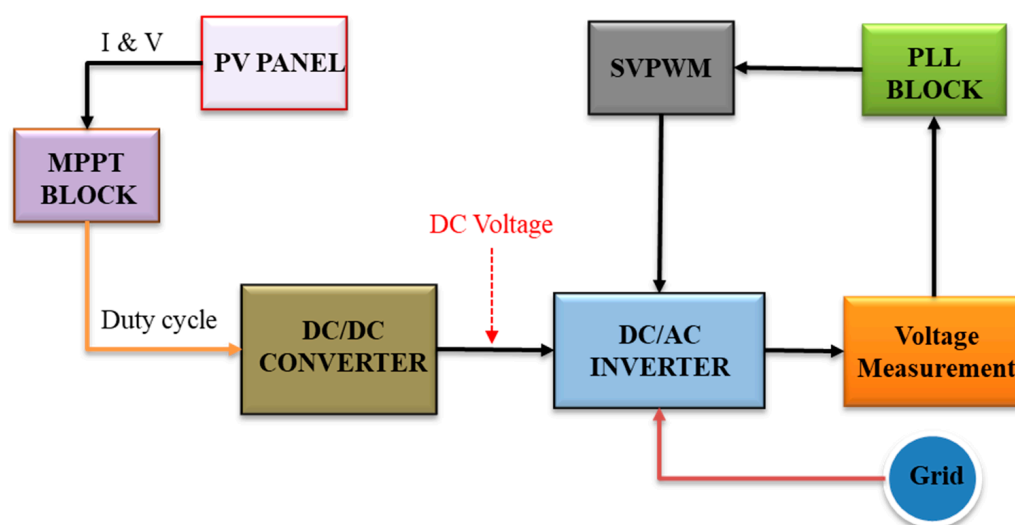 I & V
PV PANEL
SVPWM
PLL
BLOCK
MPPT
BLOCK
DC Voltage
Duty cycle
DC/DC
CONVERTER
DC/AC
INVERTER
Voltage
Measurement
Grid